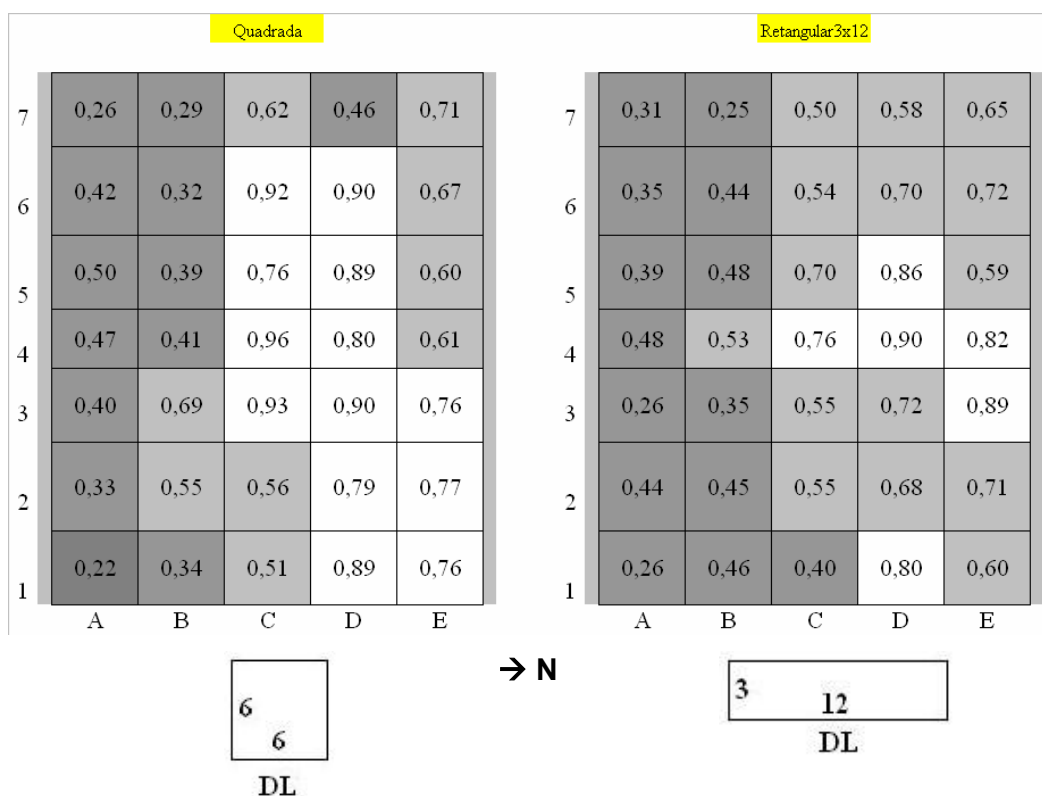 Quadrada
7 0,26 0,29 0,62 0,46 0,71
6 0,42 0,32 0,92 0,90 0,67
5 0,50 0,39 0,76 0,89 0,60
4 0,47 0,41 0,96 0,80 0,61
3 0,40 0,69 0,93 0,90 0,76
2 0,33 0,55 0,56 0,79 0,77
1 0,22 0,34 0,51 0,89 0,76
A B C D E
6
6
DL
→ N
Retangular3x12
7 0,31 0,25 0,50 0,58 0,65
6 0,35 0,44 0,54 0,70 0,72
5 0,39 0,48 0,70 0,86 0,59
4 0,48 0,53 0,76 0,90 0,82
3 0,26 0,35 0,55 0,72 0,89
2 0,44 0,45 0,55 0,68 0,71
1 0,26 0,46 0,40 0,80 0,60
A B C D E
3
12
DL